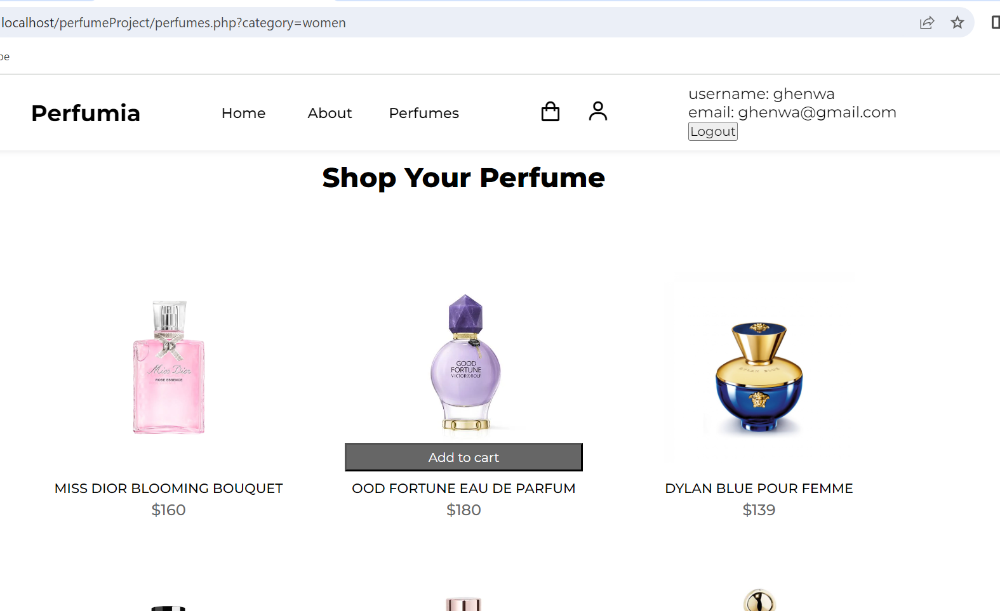 localhost/perfumeProject/perfumes.php?category=women
be
Perfumia
Home
About
Perfumes
username: ghenwa
email: ghenwa@gmail.com
Logout
Shop Your Perfume
Miss Dior
ROSE ESSENCE
GOOD
FORTUNE
VIKTOR&ROLF
DYLAN BLUE
Add to cart
MISS DIOR BLOOMING BOUQUET
OOD FORTUNE EAU DE PARFUM
DYLAN BLUE POUR FEMME
$160
$180
$139